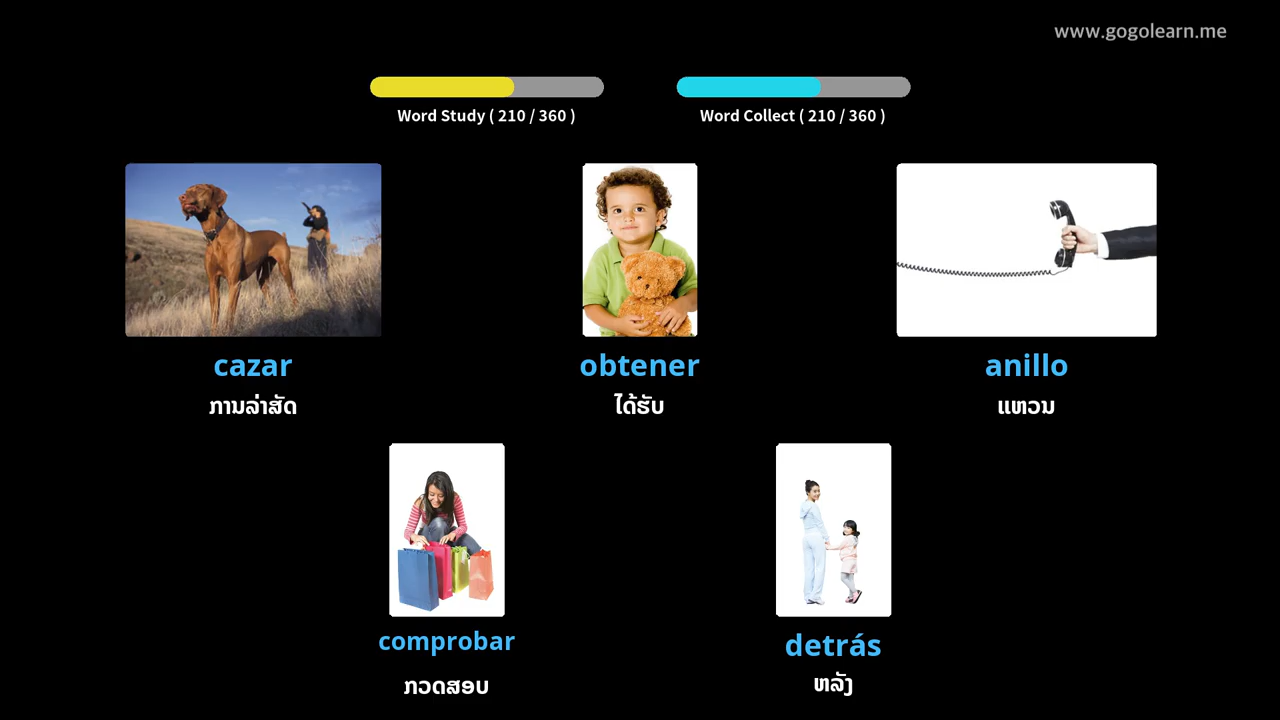 www.gogolearn.me
Word Study ( 210 / 360 )
Word Collect ( 210 / 360 )
cazar
ການລ່າສັດ
obtener
ໄດ້ຮັບ
anillo
ແຫວນ
comprobar
ກວດສອບ
detrás
ຫລັງ